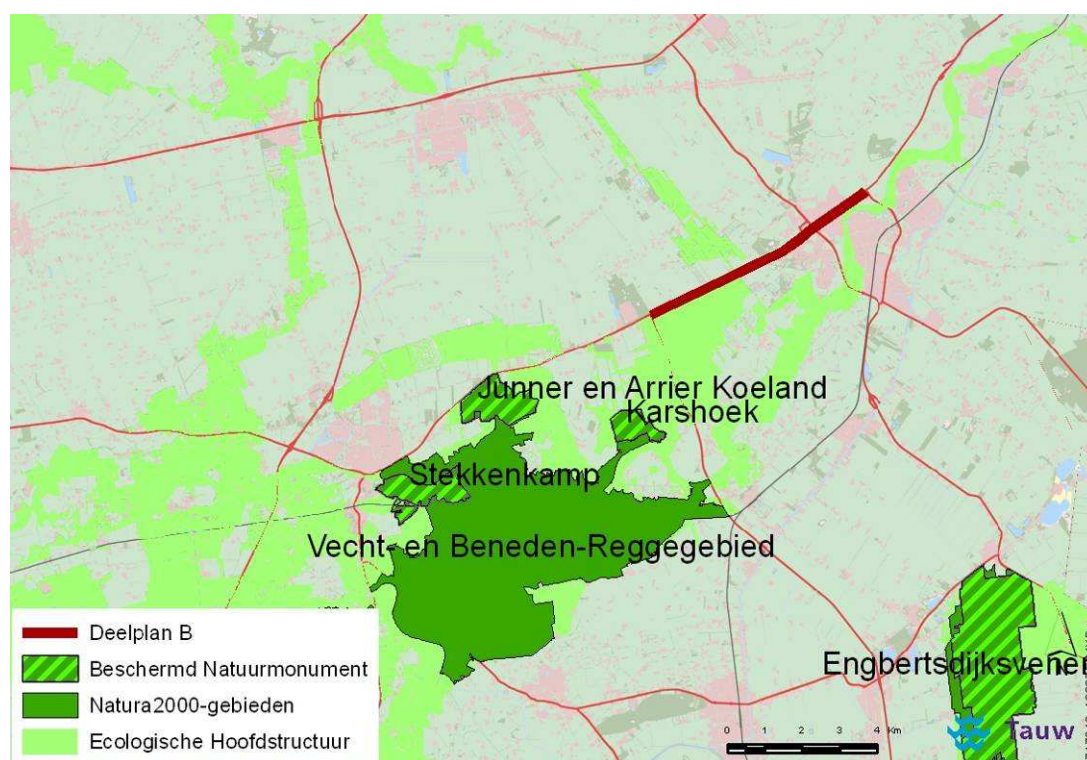 Junner en Arrier Koeland
Karshoek
Stekkenkamp
Vecht- en Beneden-Reggegebied
Engbertsdijksvenen
Deelplan B
Beschermd Natuurmonument
Natura2000-gebieden
Ecologische Hoofdstructuur
0 1 2 3 4 Km
Tauw